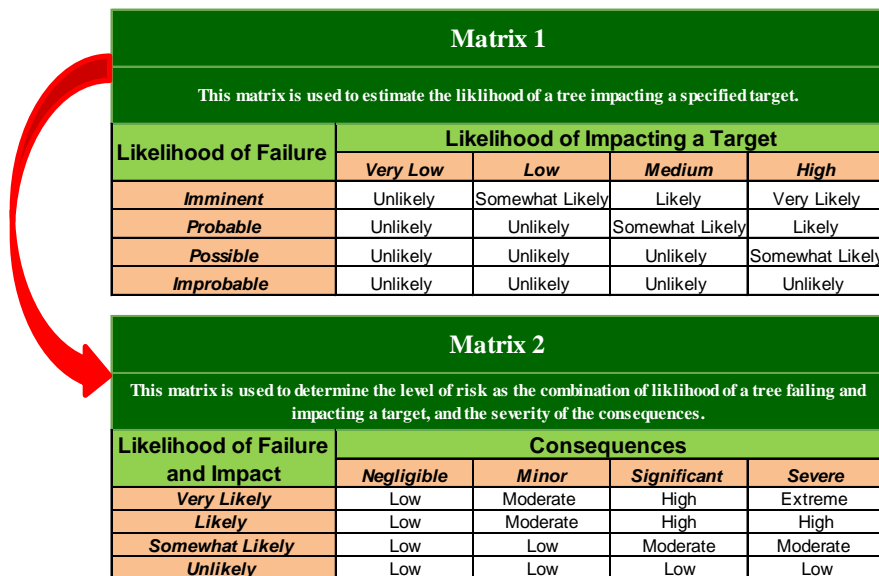 Matrix 1
This matrix is used to estimate the liklihood of a tree impacting a specified target.
Likelihood of Failure
Likelihood of Impacting a Target
Very Low Low Medium High
Imminent Unlikely Somewhat Likely Likely Very Likely
Probable Unlikely Unlikely Somewhat Likely Likely
Possible Unlikely Unlikely Unlikely Somewhat Likely
Improbable Unlikely Unlikely Unlikely Unlikely
Matrix 2
This matrix is used to determine the level of risk as the combination of liklihood of a tree failing and
impacting a target, and the severity of the consequences.
Likelihood of Failure
and Impact
Consequences
Negligible Minor Significant Severe
Very Likely Low Moderate High Extreme
Likely Low Moderate High High
Somewhat Likely Low Low Moderate Moderate
Unlikely Low Low Low Low